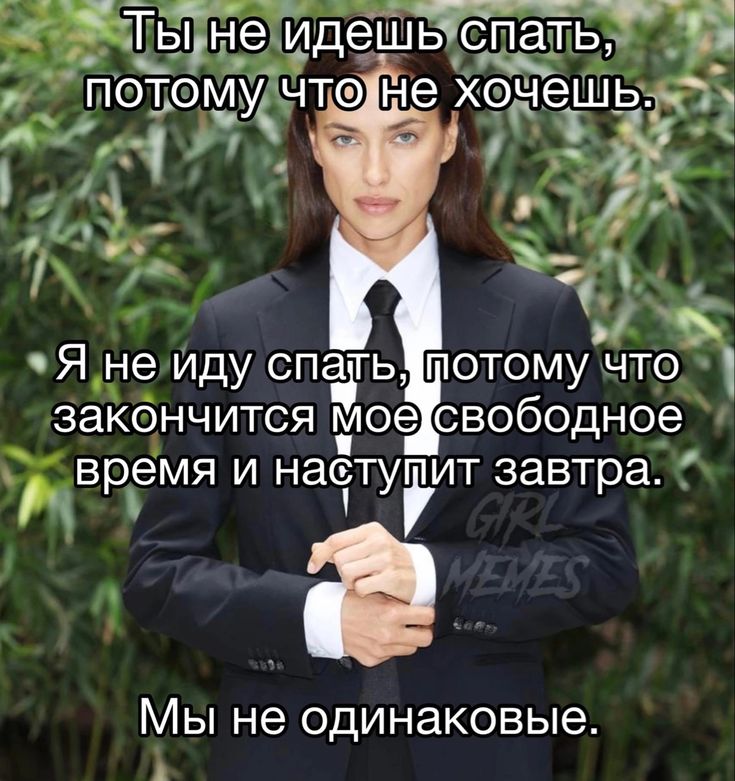 Ты не идешь спать,
потому что не хочешь.
Я не иду спать, потому что
закончится мое свободное
время и наступит завтра.
GIRL
MEMES
Мы не одинаковые.